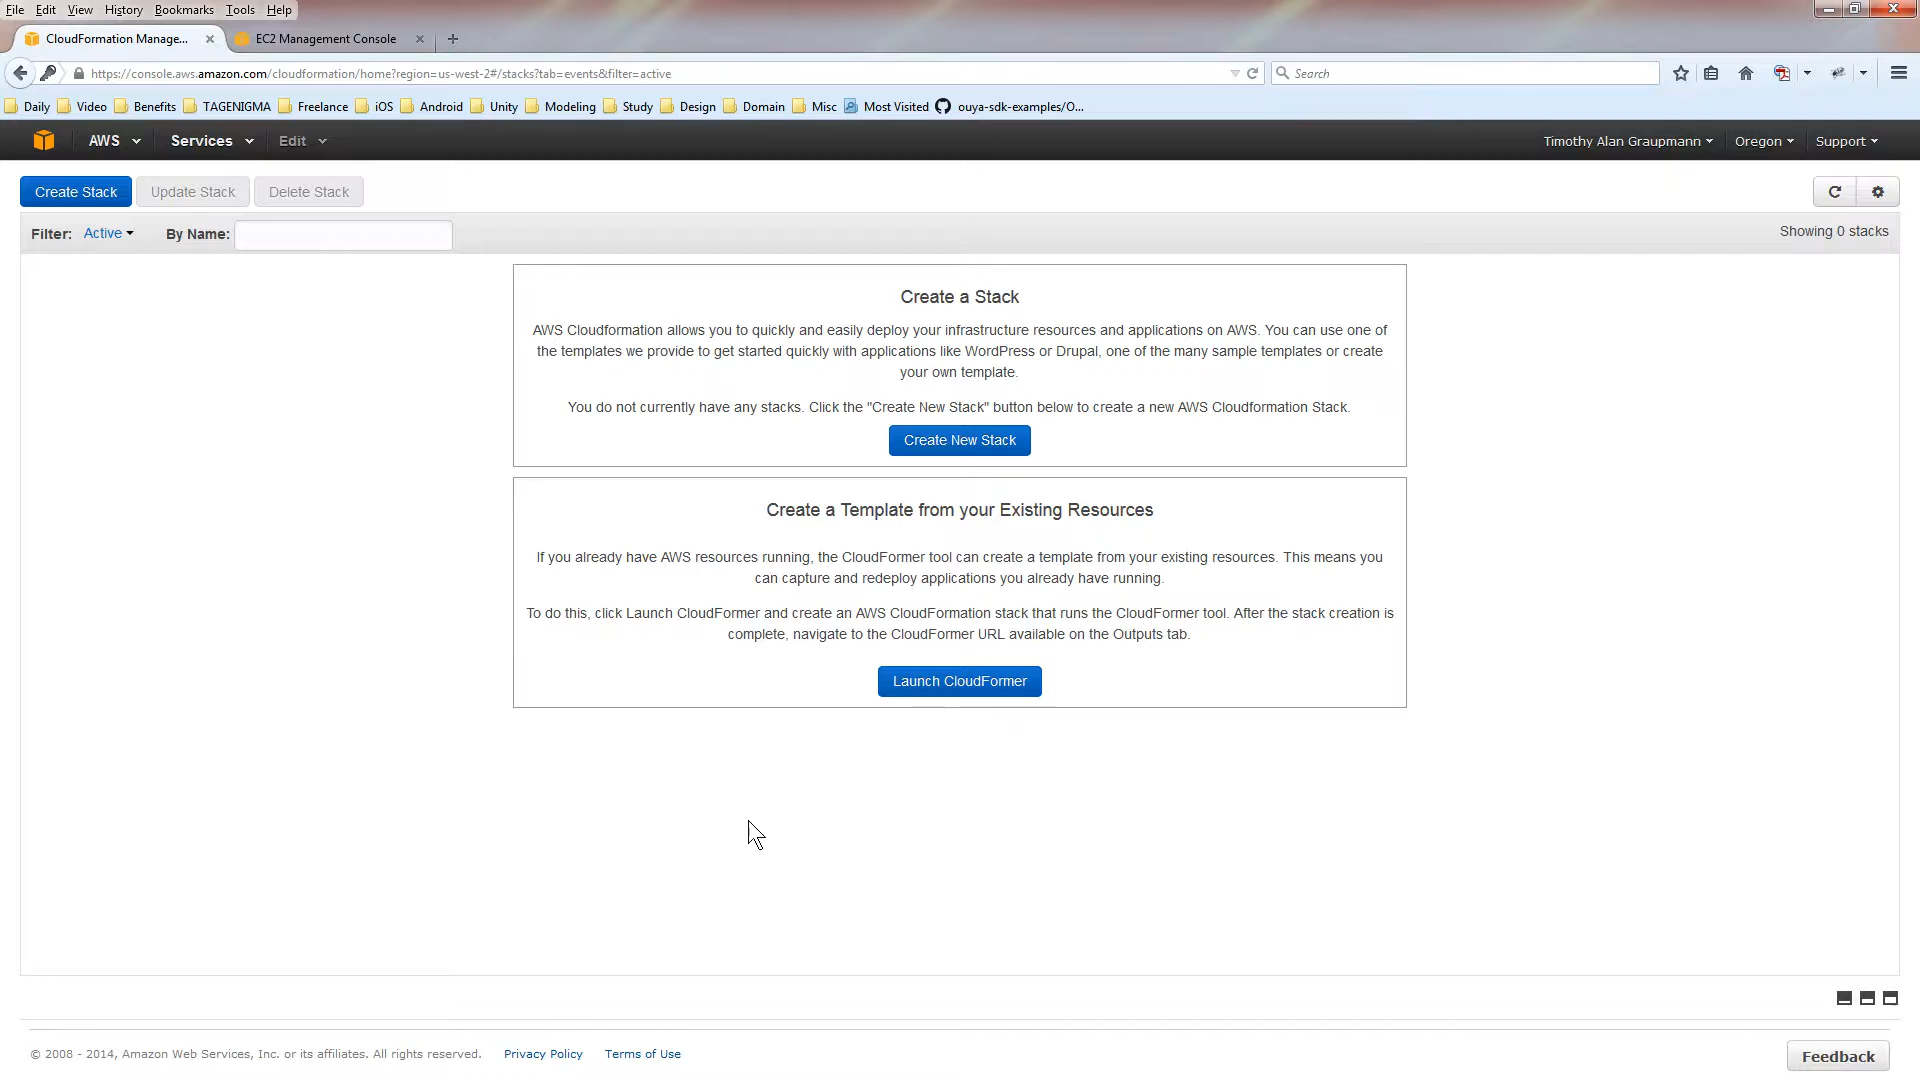 File Edit View History Bookmarks Tools Help
CloudFormation Manage... EC2 Management Console
https://console.aws.amazon.com/cloudformation/home?region=us-west-2#/stacks?tab=events&filter=active Search
Daily Video Benefits TAGENIGMA Freelance iOS Android Unity Modeling Study Design Domain Misc Most Visited ouya-sdk-examples/O...
AWS Services Edit Timothy Alan Graupmann Oregon Support
Create Stack Update Stack Delete Stack
Filter: Active By Name: Showing 0 stacks
Create a Stack
AWS Cloudformation allows you to quickly and easily deploy your infrastructure resources and applications on AWS. You can use one of
the templates we provide to get started quickly with applications like WordPress or Drupal, one of the many sample templates or create
your own template.
You do not currently have any stacks. Click the "Create New Stack" button below to create a new AWS Cloudformation Stack.
Create New Stack
Create a Template from your Existing Resources
If you already have AWS resources running, the CloudFormer tool can create a template from your existing resources. This means you
can capture and redeploy applications you already have running.
To do this, click Launch CloudFormer and create an AWS CloudFormation stack that runs the CloudFormer tool. After the stack creation is
complete, navigate to the CloudFormer URL available on the Outputs tab.
Launch CloudFormer
© 2008 - 2014, Amazon Web Services, Inc. or its affiliates. All rights reserved. Privacy Policy Terms of Use
Feedback